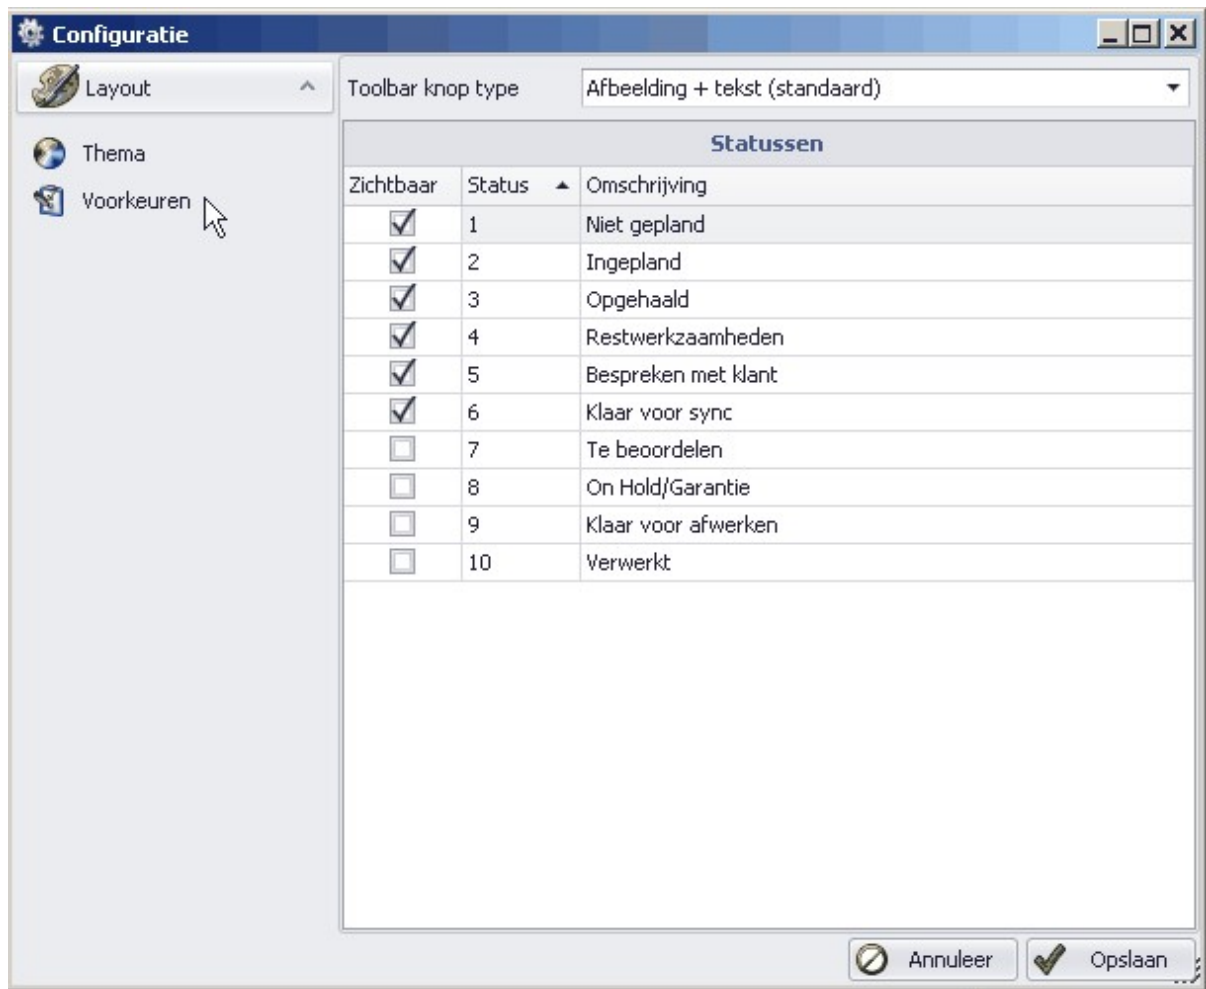 Configuratie
Layout
Toolbar knop type Afbeelding + tekst (standaard)
Thema
Voorkeuren
Statussen
Zichtbaar Status Omschrijving
1 Niet gepland
2 Ingepland
3 Opgehaald
4 Restwerkzaamheden
5 Bespreken met klant
6 Klaar voor sync
7 Te beoordelen
8 On Hold/Garantie
9 Klaar voor afwerken
10 Verwerkt
Annuleer Opslaan